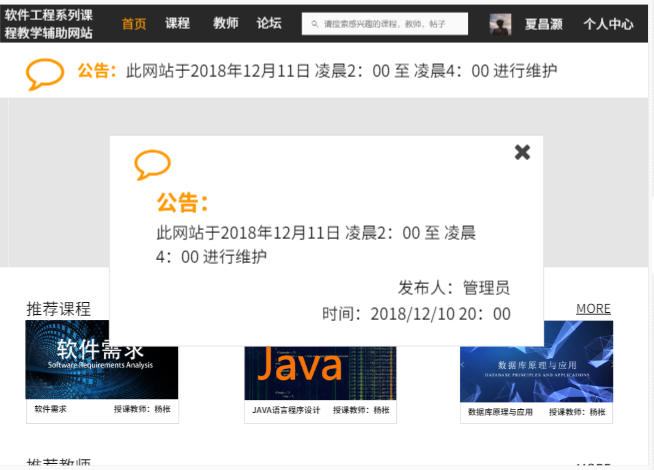 软件工程系列课
程教学辅助网站
首页 课程 教师 论坛
请搜索感兴趣的课程，教师，帖子
夏昌灏 个人中心
公告：此网站于2018年12月11日 凌晨2：00 至 凌晨4：00 进行维护
公告：
此网站于2018年12月11日 凌晨2：00 至 凌晨
4：00 进行维护
发布人：管理员
时间：2018/12/10 20：00
推荐课程
MORE
软件需求
Software Requirements Analysis
软件需求 授课教师：杨枨
Java
JAVA语言程序设计 授课教师：杨枨
数据库原理与应用
DATABASE PRINCIPLES AND APPLICATIONS
数据库原理与应用 授课教师：杨枨
推荐教师
MORE